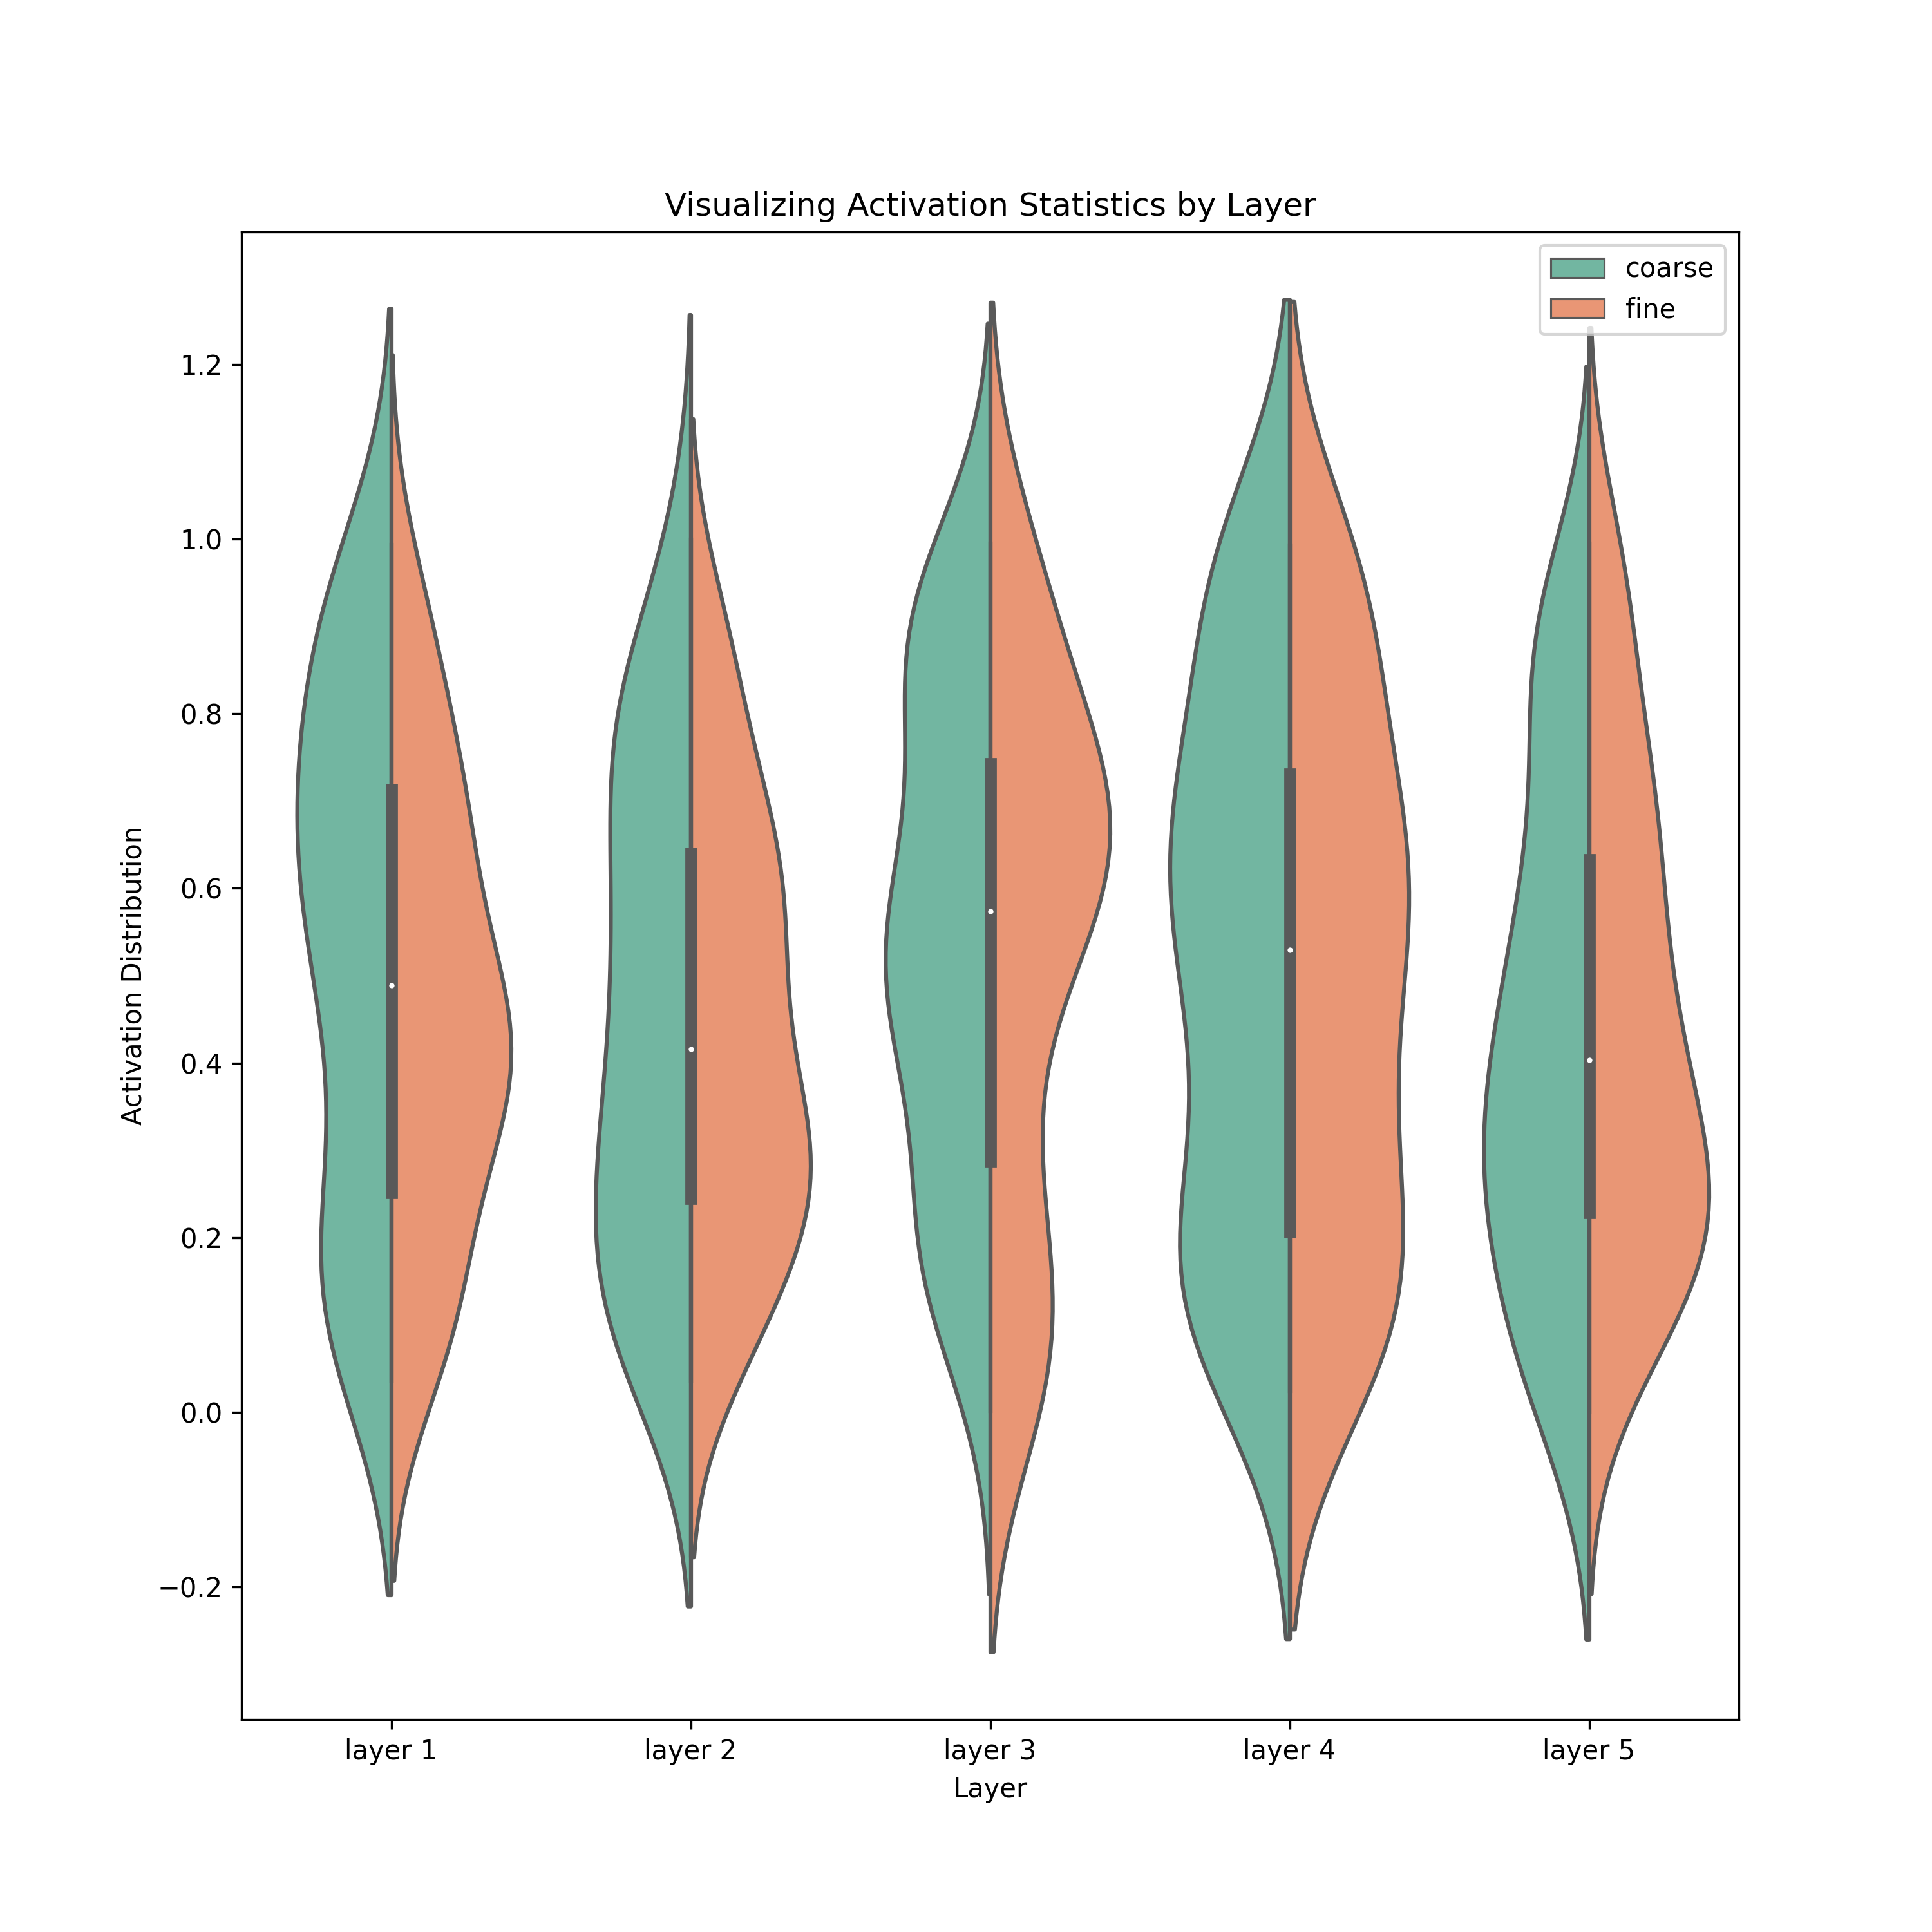 Visualizing Activation Statistics by Layer
coarse
fine
Activation Distribution
1.2
1.0
0.8
0.6
0.4
0.2
0.0
−0.2
layer 1
layer 2
layer 3
layer 4
layer 5
Layer